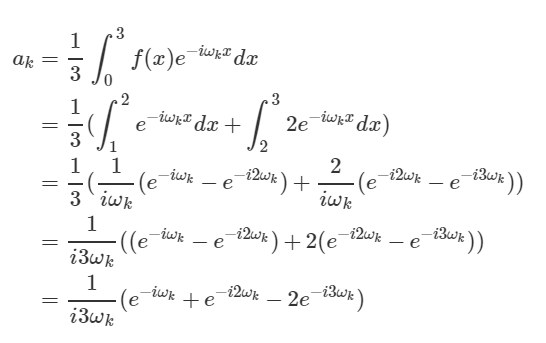 a_k = \frac{1}{3} \int_0^3 f(x)e^{-i\omega_k x} dx
= \frac{1}{3} ( \int_1^2 e^{-i\omega_k x} dx + \int_2^3 2e^{-i\omega_k x} dx)
= \frac{1}{3} ( \frac{1}{i\omega_k} (e^{-i\omega_k} - e^{-i2\omega_k}) + \frac{2}{i\omega_k} (e^{-i2\omega_k} - e^{-i3\omega_k}))
= \frac{1}{i3\omega_k} ((e^{-i\omega_k} - e^{-i2\omega_k}) + 2(e^{-i2\omega_k} - e^{-i3\omega_k}))
= \frac{1}{i3\omega_k} (e^{-i\omega_k} + e^{-i2\omega_k} - 2e^{-i3\omega_k})